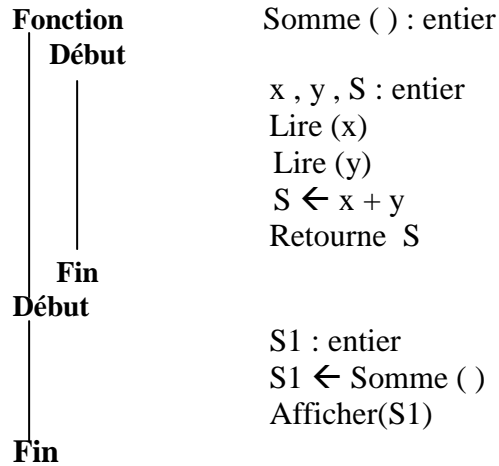 Fonction Somme ( ) : entier
Début
x , y , S : entier
Lire (x)
Lire (y)
S ← x + y
Retourne S
Fin
Début
S1 : entier
S1 ← Somme ( )
Afficher(S1)
Fin